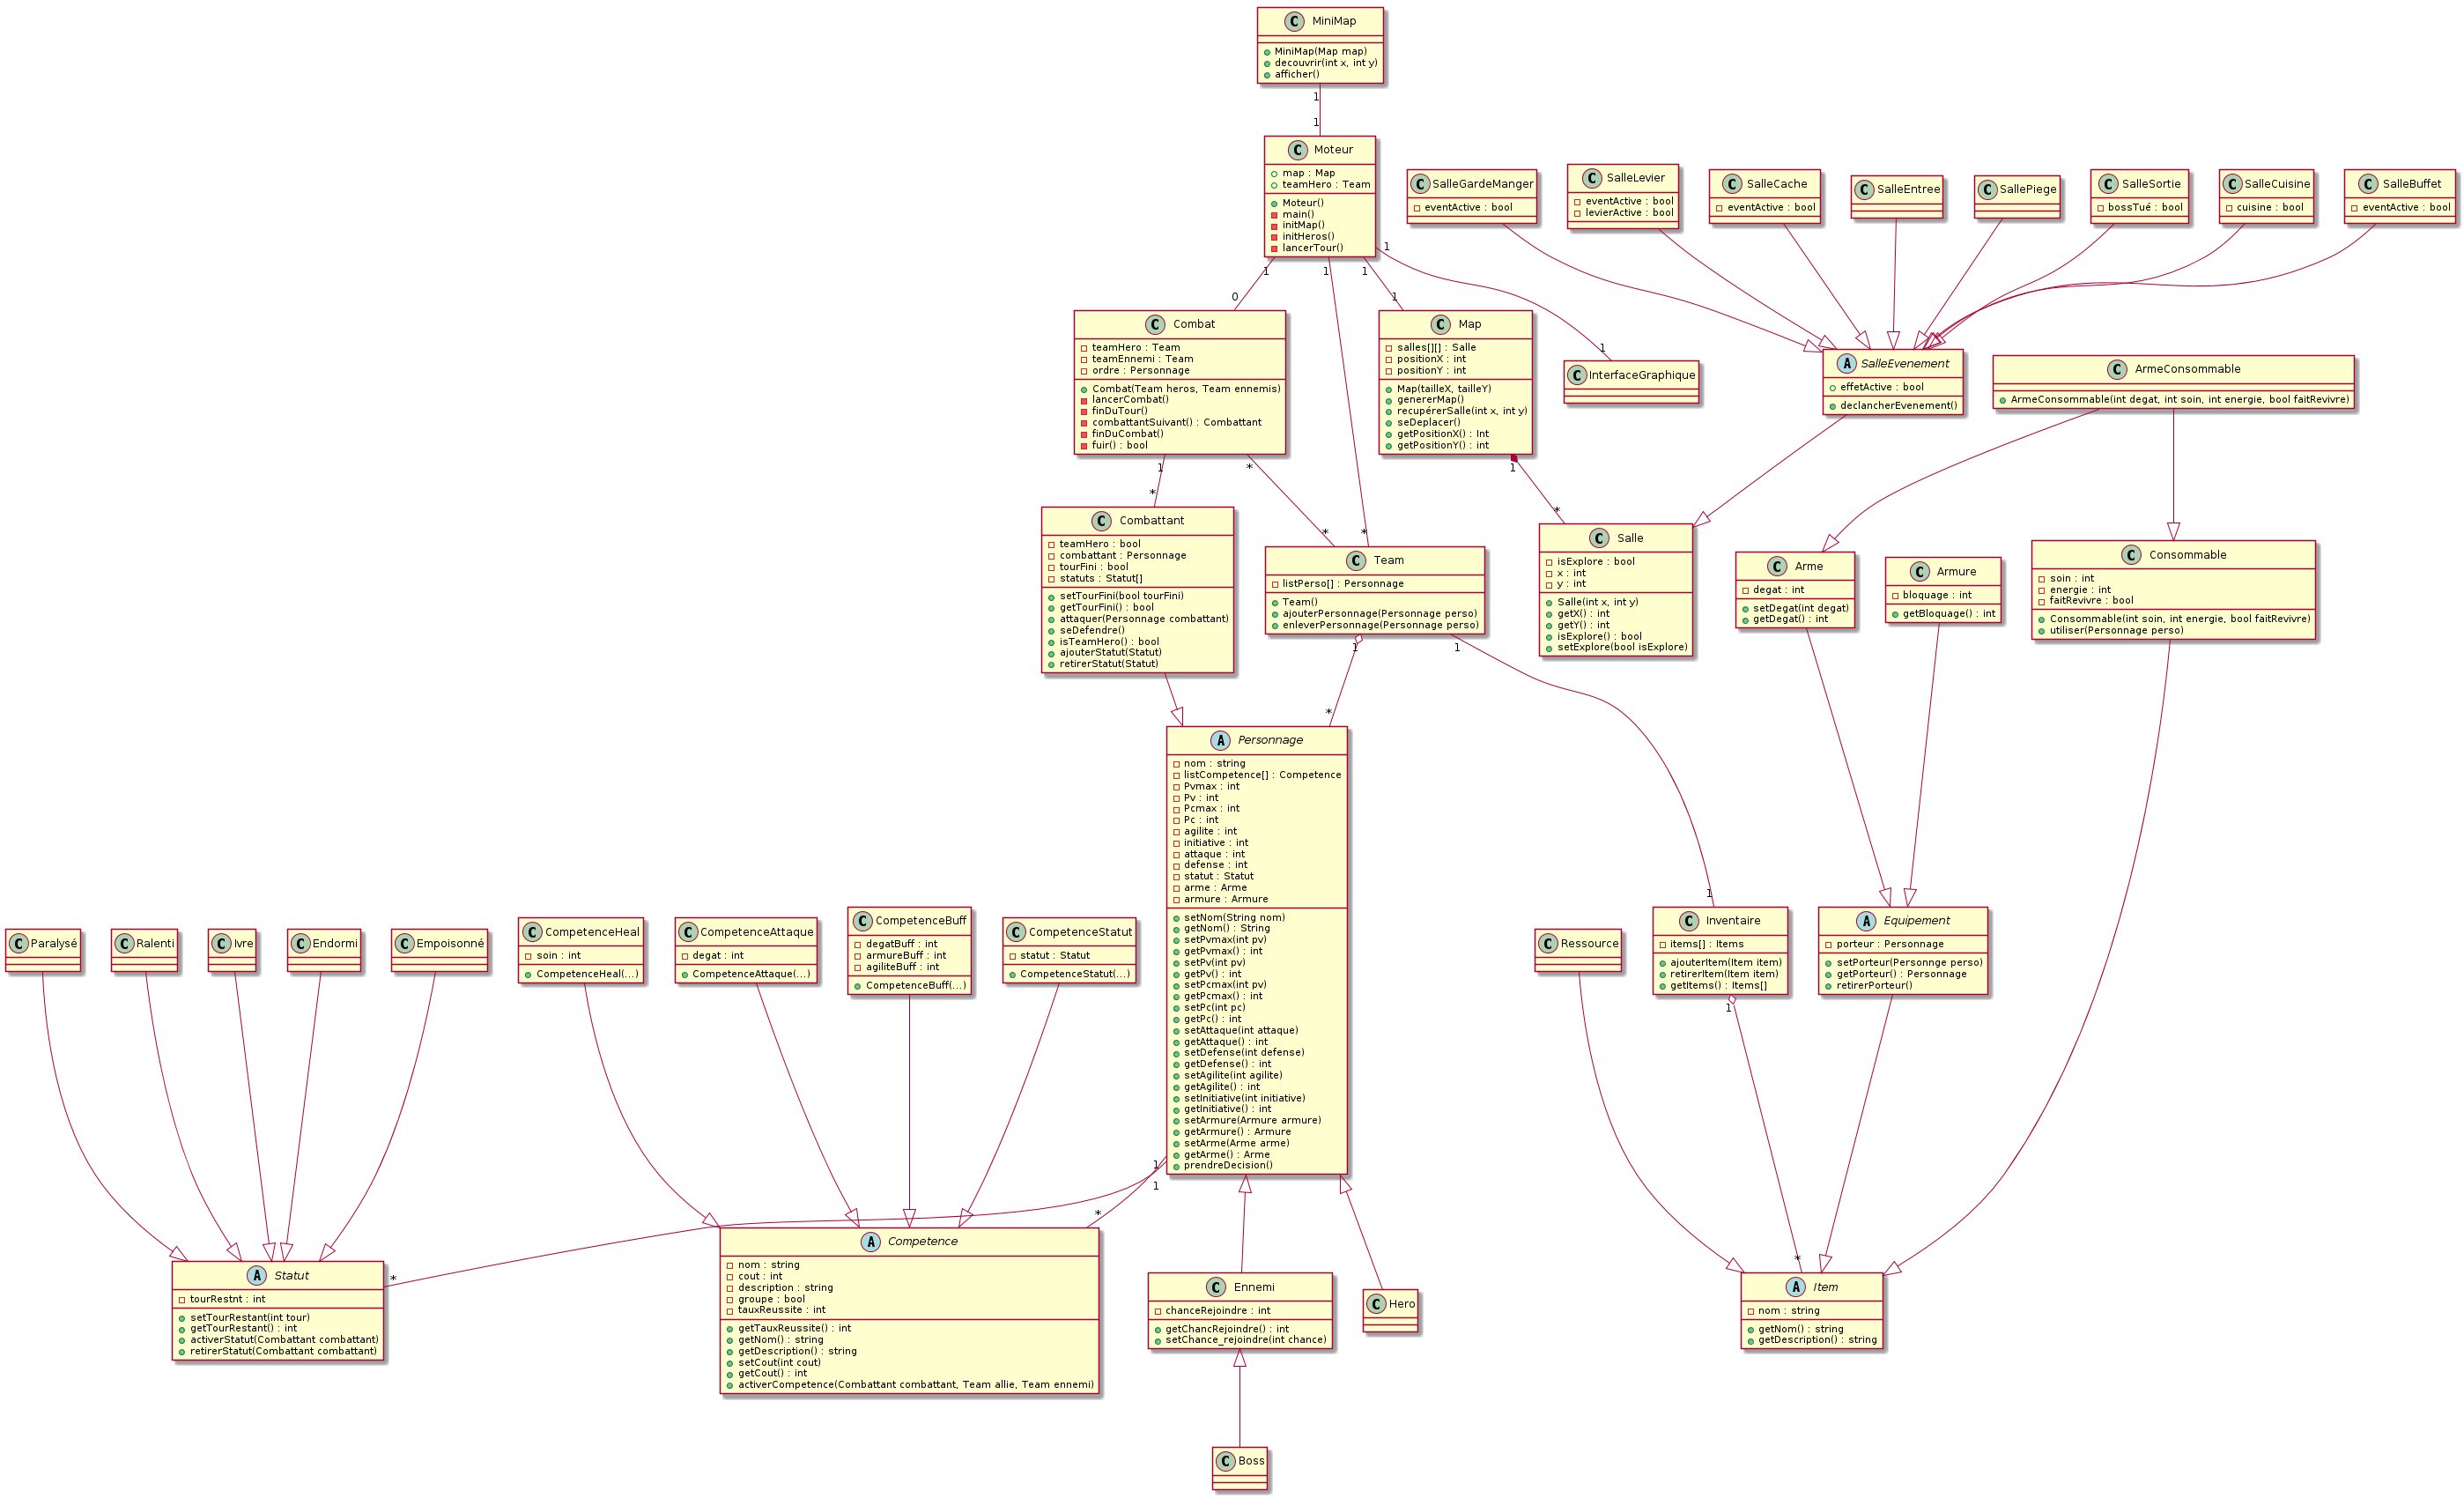 MiniMap
MiniMap(Map map)
decouvrir(int x, int y)
afficher()
1
1
Moteur
map : Map
teamHero : Team
Moteur()
main()
initMap()
initHeros()
lancerTour()
1
1
1
1
0
*
1
1
SalleGardeManger
eventActive : bool
SalleLevier
eventActive : bool
levierActive : bool
SalleCache
eventActive : bool
SalleEntree
SallePiege
SalleSortie
bossTué : bool
SalleCuisine
cuisine : bool
SalleBuffet
eventActive : bool
Combat
teamHero : Team
teamEnnemi : Team
ordre : Personnage
Combat(Team heros, Team ennemis)
lancerCombat()
finDuTour()
combattantSuivant() : Combattant
finDuCombat()
fuir() : bool
1
*
*
*
Map
salles[][] : Salle
positionX : int
positionY : int
Map(tailleX, tailleY)
genererMap()
recupérerSalle(int x, int y)
seDeplacer()
getPositionX() : Int
getPositionY() : int
1
*
InterfaceGraphique
SalleEvenement
effetActive : bool
declancherEvenement()
ArmeConsommable
ArmeConsommable(int degat, int soin, int energie, bool faitRevivre)
Combattant
teamHero : bool
combattant : Personnage
tourFini : bool
statuts : Statut[]
setTourFini(bool tourFini)
getTourFini() : bool
attaquer(Personnage combattant)
seDefendre()
isTeamHero() : bool
ajouterStatut(Statut)
retirerStatut(Statut)
Team
listPerso[] : Personnage
Team()
ajouterPersonnage(Personnage perso)
enleverPersonnage(Personnage perso)
1
*
1
1
Salle
isExplore : bool
x : int
y : int
Salle(int x, int y)
getX() : int
getY() : int
isExplore() : bool
setExplore(bool isExplore)
Arme
degat : int
setDegat(int degat)
getDegat() : int
Armure
bloquage : int
getBloquage() : int
Consommable
soin : int
energie : int
faitRevivre : bool
Consommable(int soin, int energie, bool faitRevivre)
utiliser(Personnage perso)
Personnage
nom : string
listCompetence[] : Competence
Pvmax : int
Pv : int
Pcmax : int
Pc : int
agilite : int
initiative : int
attaque : int
defense : int
statut : Statut
arme : Arme
armure : Armure
setNom(String nom)
getNom() : String
setPvmax(int pv)
getPvmax() : int
setPv(int pv)
getPv() : int
setPcmax(int pv)
getPcmax() : int
setPc(int pc)
getPc() : int
setAttaque(int attaque)
getAttaque() : int
setDefense(int defense)
getDefense() : int
setAgilite(int agilite)
getAgilite() : int
setInitiative(int initiative)
getInitiative() : int
setArmure(Armure armure)
getArmure() : Armure
setArme(Arme arme)
getArme() : Arme
prendreDecision()
1
1
*
*
Paralysé
Ralenti
Ivre
Endormi
Empoisonné
CompetenceHeal
soin : int
CompetenceHeal(...)
CompetenceAttaque
degat : int
CompetenceAttaque(...)
CompetenceBuff
degatBuff : int
armureBuff : int
agiliteBuff : int
CompetenceBuff(...)
CompetenceStatut
statut : Statut
CompetenceStatut(...)
Ressource
Inventaire
items[] : Items
ajouterItem(Item item)
retirerItem(Item item)
getItems() : Items[]
1
*
Equipement
porteur : Personnage
setPorteur(Personnge perso)
getPorteur() : Personnage
retirerPorteur()
Statut
tourRestnt : int
setTourRestant(int tour)
getTourRestant() : int
activerStatut(Combattant combattant)
retirerStatut(Combattant combattant)
Competence
nom : string
cout : int
description : string
groupe : bool
tauxReussite : int
getTauxReussite() : int
getNom() : string
getDescription() : string
setCout(int cout)
getCout() : int
activerCompetence(Combattant combattant, Team allie, Team ennemi)
Ennemi
chanceRejoindre : int
getChancRejoindre() : int
setChance_rejoindre(int chance)
Hero
Item
nom : string
getNom() : string
getDescription() : string
Boss